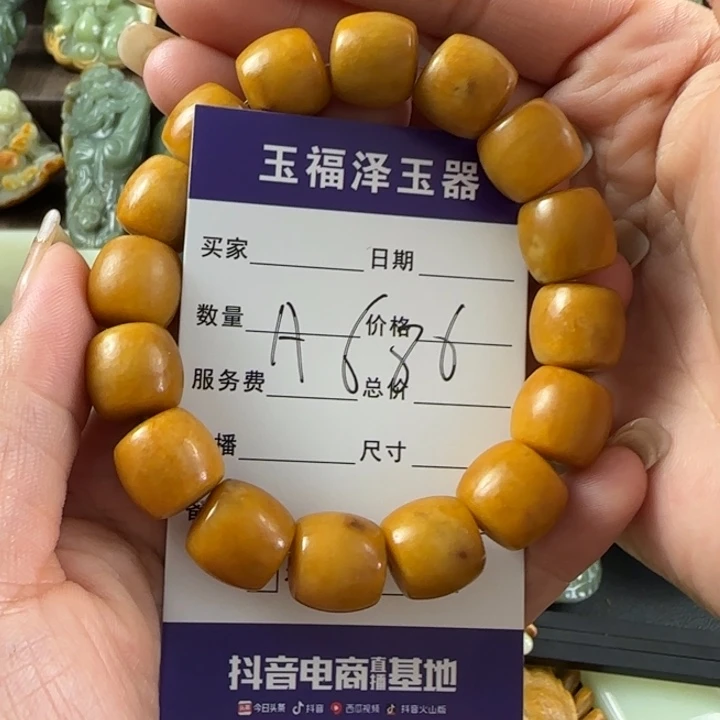 玉福泽玉器
买家 日期
数量 价格
A 686
服务费 总价
播 尺寸
抖音电商直播基地
今日头条 抖音 西瓜视频 抖音火山版